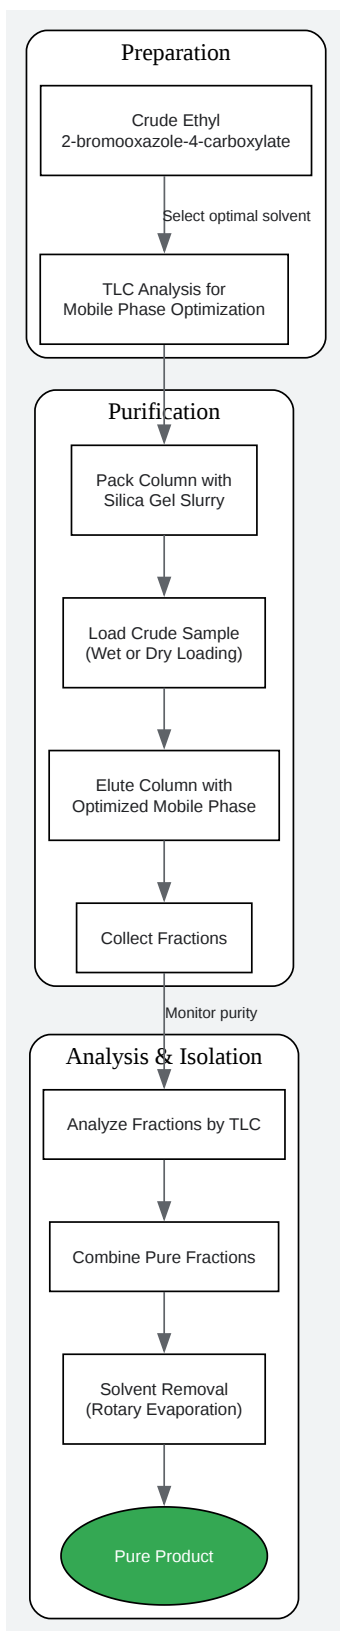 Preparation
Crude Ethyl
2-bromooxazole-4-carboxylate
Select optimal solvent
TLC Analysis for
Mobile Phase Optimization
Purification
Pack Column with
Silica Gel Slurry
Load Crude Sample
(Wet or Dry Loading)
Elute Column with
Optimized Mobile Phase
Collect Fractions
Monitor purity
Analysis & Isolation
Analyze Fractions by TLC
Combine Pure Fractions
Solvent Removal
(Rotary Evaporation)
Pure Product